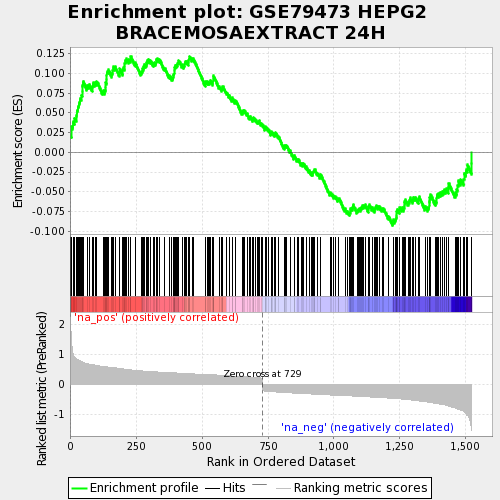 Enrichment plot: GSE79473 HEPG2
BRACEMOSAEXTRACT 24H
Enrichment score (ES)
0.125
0.100
0.075
0.050
0.025
0.000
-0.025
-0.050
-0.075
-0.100
Ranked list metric (PreRanked)
2
1
0
-1
'na_pos' (positively correlated)
Zero cross at 729
'na_neg' (negatively correlated)
0
250
500
750
1,000
1,250
1,500
Rank in Ordered Dataset
Enrichment profile
Hits
Ranking metric scores